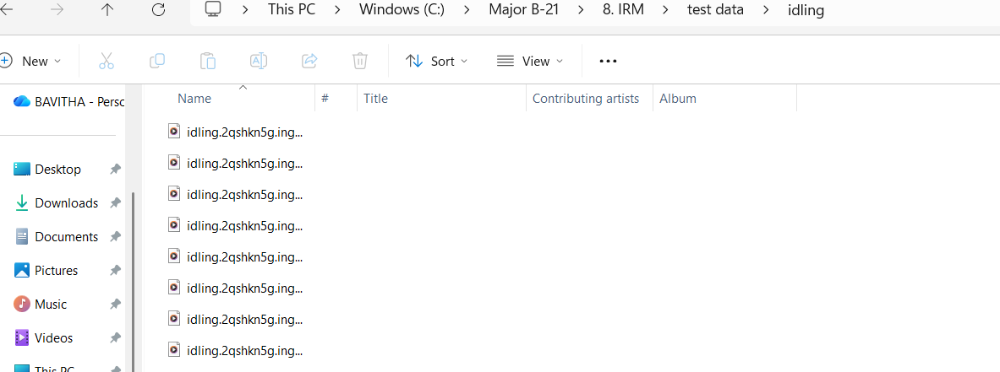 This PC > Windows (C:) > Major B-21 > 8. IRM > test data > idling
New Sort View
BAVITHA - Persc
Name # Title Contributing artists Album
idling.2qshkn5g.ing...
idling.2qshkn5g.ing...
Desktop
idling.2qshkn5g.ing...
Downloads
idling.2qshkn5g.ing...
Documents
idling.2qshkn5g.ing...
Pictures
idling.2qshkn5g.ing...
Music
idling.2qshkn5g.ing...
Videos
idling.2qshkn5g.ing...
This PC